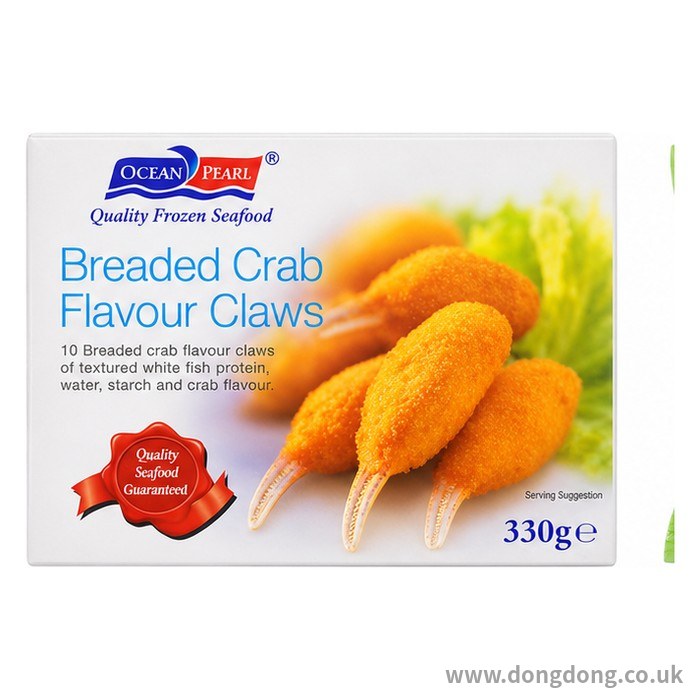 OCEAN PEARL®
Quality Frozen Seafood
Breaded Crab
Flavour Claws
10 Breaded crab flavour claws
of textured white fish protein,
water, starch and crab flavour.
Quality
Seafood
Guaranteed
Serving Suggestion
330g℮
www.dongdong.co.uk